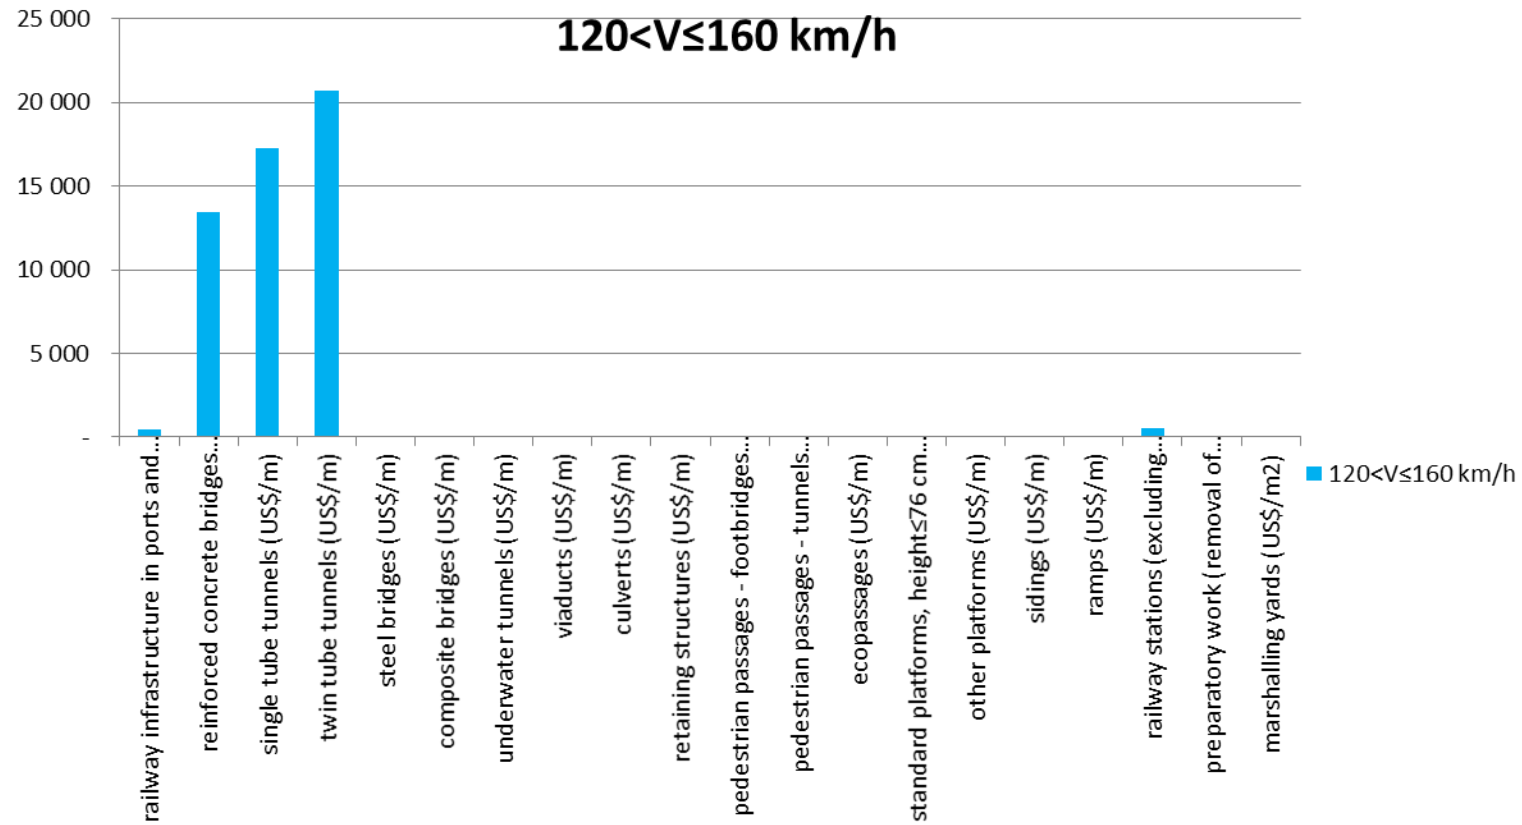 120<V≤160 km/h
25 000
20 000
15 000
10 000
5 000
-
railway infrastructure in ports and...
reinforced concrete bridges...
single tube tunnels (US$/m)
twin tube tunnels (US$/m)
steel bridges (US$/m)
composite bridges (US$/m)
underwater tunnels (US$/m)
viaducts (US$/m)
culverts (US$/m)
retaining structures (US$/m)
pedestrian passages - footbridges...
pedestrian passages - tunnels...
ecopassages (US$/m)
standard platforms, height≤76 cm...
other platforms (US$/m)
sidings (US$/m)
ramps (US$/m)
railway stations (excluding...
preparatory work (removal of...
marshalling yards (US$/m2)
120<V≤160 km/h